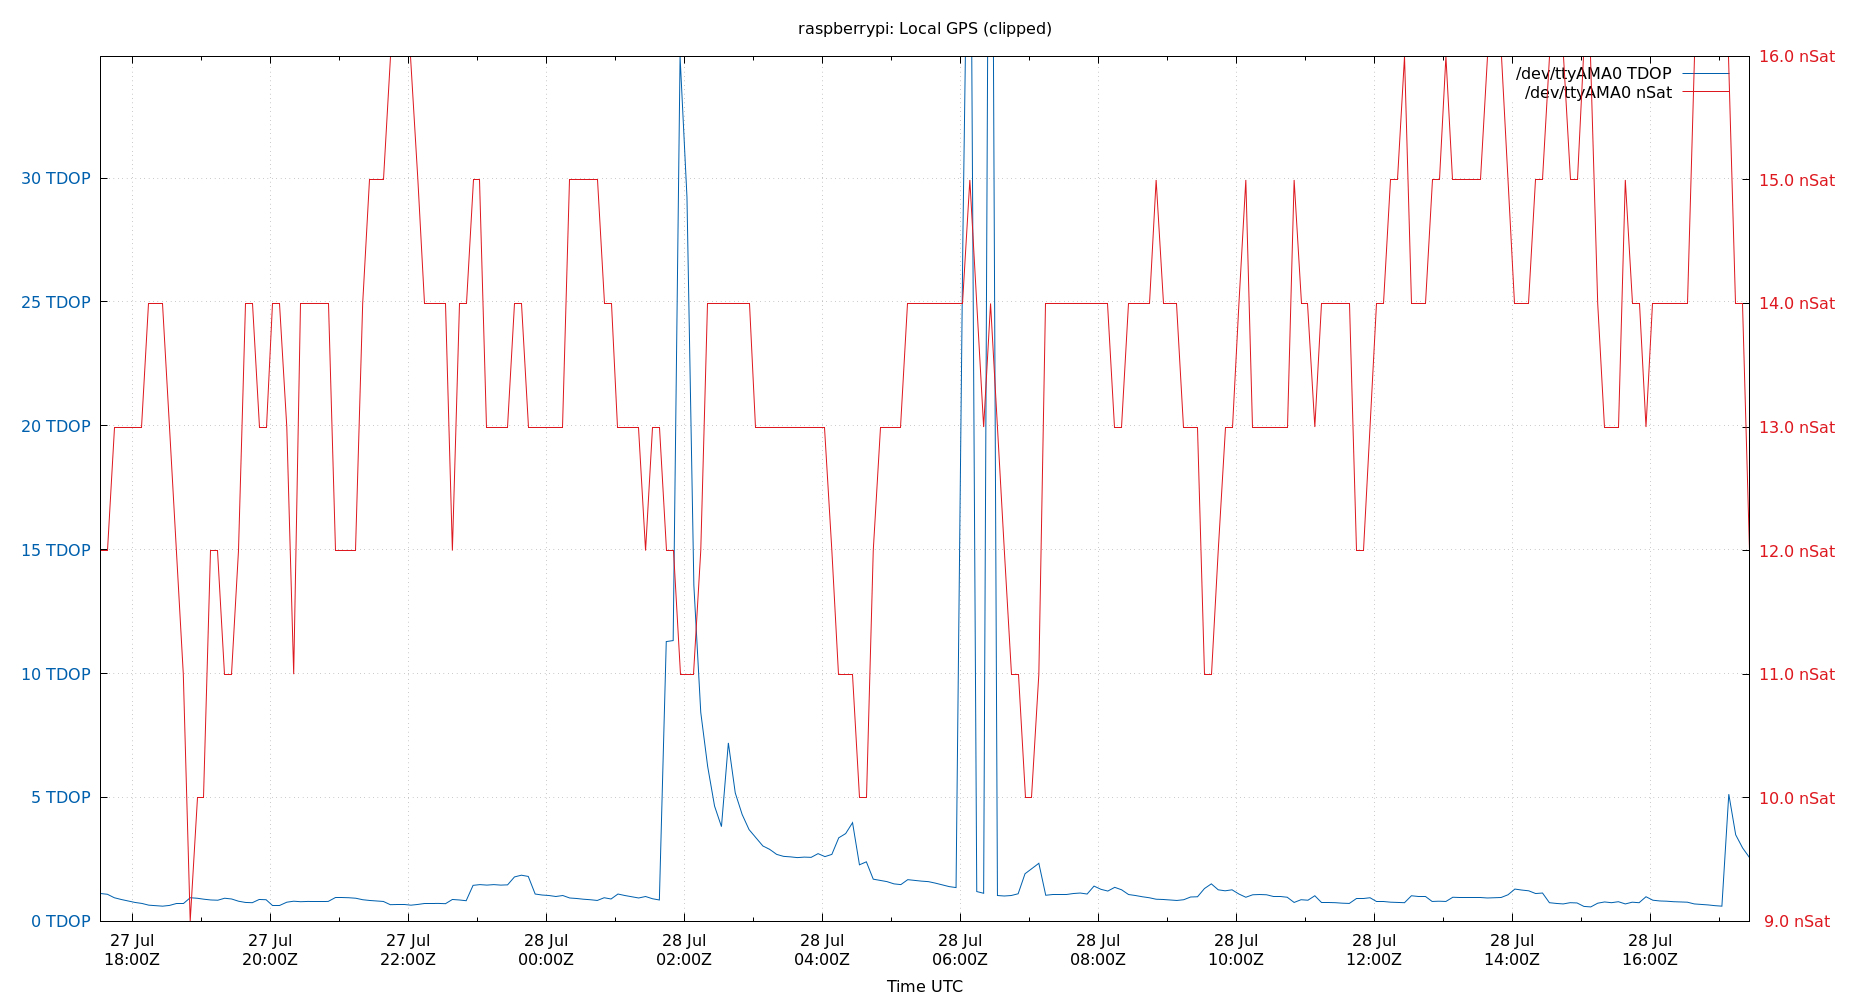 raspberrypi: Local GPS (clipped)
16.0 nSat
/dev/ttyAMA0 TDOP
/dev/ttyAMA0 nSat
30 TDOP
15.0 nSat
25 TDOP
14.0 nSat
20 TDOP
13.0 nSat
15 TDOP
12.0 nSat
10 TDOP
11.0 nSat
5 TDOP
10.0 nSat
0 TDOP
9.0 nSat
27 Jul 27 Jul 27 Jul 28 Jul 28 Jul 28 Jul 28 Jul 28 Jul 28 Jul 28 Jul 28 Jul 28 Jul
18:00Z 20:00Z 22:00Z 00:00Z 02:00Z 04:00Z 06:00Z 08:00Z 10:00Z 12:00Z 14:00Z 16:00Z
Time UTC